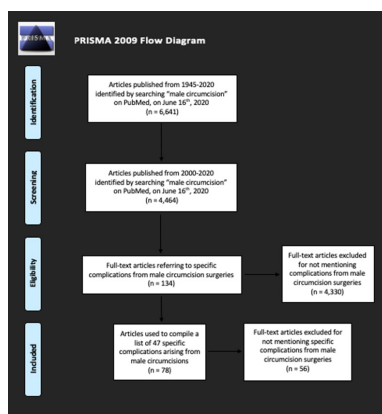 PRISMA
PRISMA 2009 Flow Diagram
Identification
Articles published from 1945-2020
identified by searching "male circumcision"
on PubMed, on June 16th, 2020
(n = 6,641)
Screening
Articles published from 2000-2020
identified by searching "male circumcision"
on PubMed, on June 16th, 2020
(n = 4,464)
Eligibility
Full-text articles referring to specific
complications from male circumcision surgeries
(n = 134)
Full-text articles excluded
for not mentioning
complications from male
circumcision surgeries
(n = 4,330)
Included
Articles used to compile a
list of 47 specific
complications arising from
male circumcisions
(n = 78)
Full-text articles excluded for
not mentioning specific
complications from male
circumcision surgeries
(n = 56)